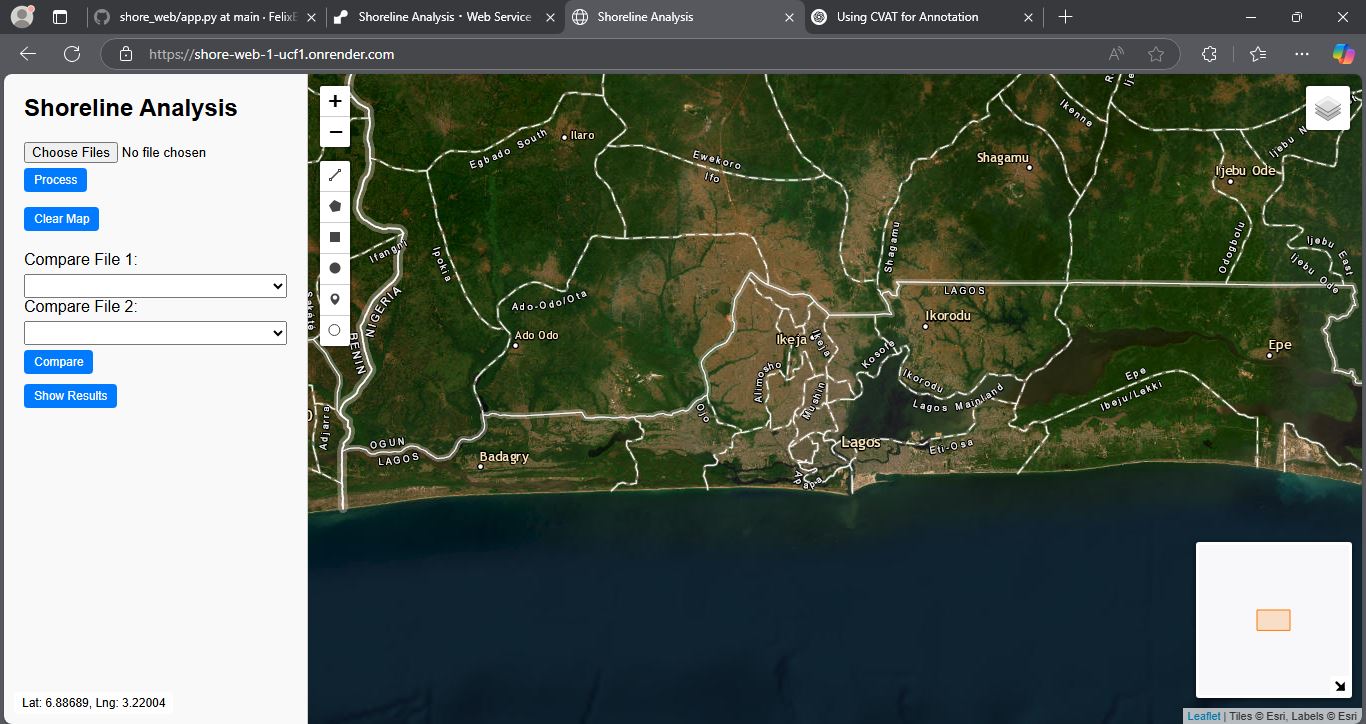 shore_web/app.py at main · FelixE
Shoreline Analysis · Web Service
Shoreline Analysis
Using CVAT for Annotation
https://shore-web-1-ucf1.onrender.com
Shoreline Analysis
Choose Files No file chosen
Process
Clear Map
Compare File 1:
Compare File 2:
Compare
Show Results
Lat: 6.88689, Lng: 3.22004
+
−
Egbado South
Ilaro
Ewekoro
Ifo
Ikenne
Shagamu
Ijebu Ode
Ijebu N
Ifangni
Ipokia
Shagamu
Odogbolu
Ijebu East
Ijebu Ode
NIGERIA
BENIN
Ado-Odo/Ota
LAGOS
Ado Odo
Ikeja
Ikeja
Ikorodu
Kosofe
Epe
Alimosho
Mushin
Ikorodu
Lagos Mainland
Epe
Ibeju/Lekki
Ojo
Adjarra
OGUN
LAGOS
Lagos
Eti-Osa
Badagry
Apapa
Leaflet | Tiles © Esri, Labels © Esri